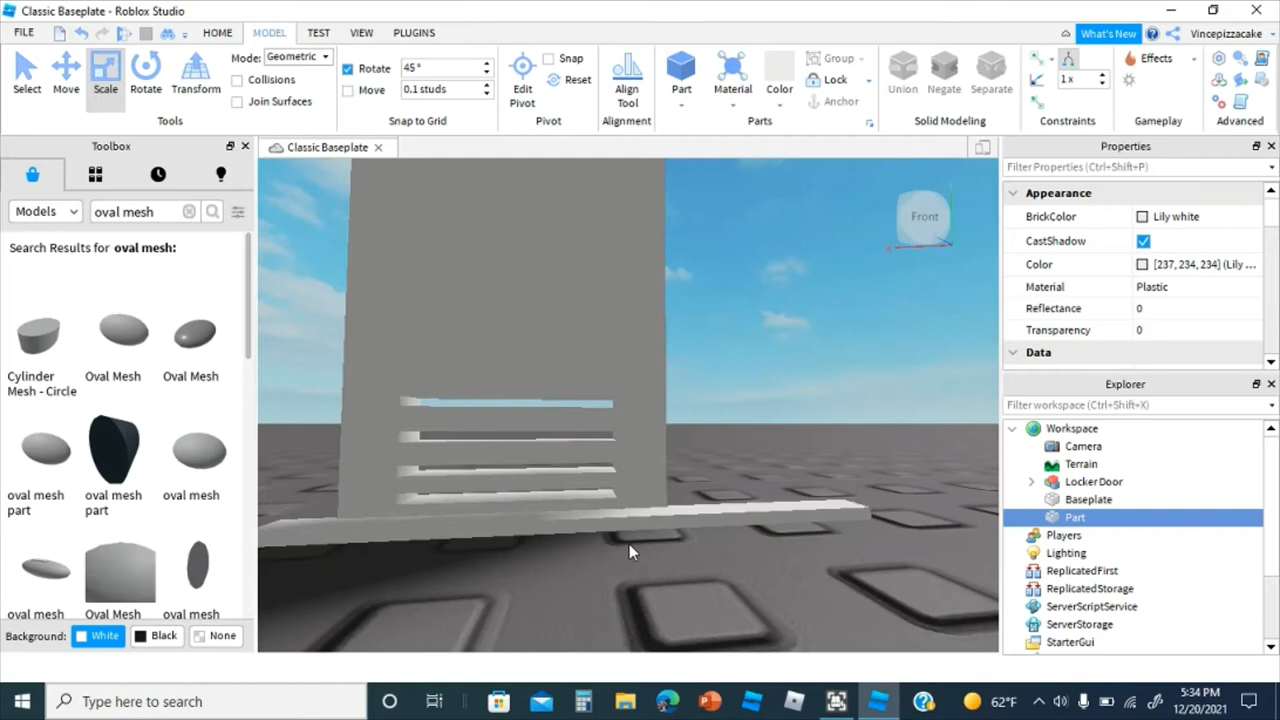 Classic Baseplate - Roblox Studio
FILE HOME MODEL TEST VIEW PLUGINS What's New Vincepizzacake
Select Move Scale Rotate Transform
Mode: Geometric
Collisions
Join Surfaces
Tools
Rotate 45°
Move 0.1 studs
Snap to Grid
Edit Pivot
Snap
Reset
Pivot
Align Tool
Alignment
Part Material Color
Group
Lock
Anchor
Parts
Union Negate Separate
Solid Modeling
1 x
Constraints
Effects
Gameplay
Advanced
Toolbox
Models oval mesh
Search Results for oval mesh:
Cylinder Mesh - Circle
Oval Mesh
Oval Mesh
oval mesh part
oval mesh part
oval mesh
oval mesh
Oval Mesh
oval mesh
Background: White Black None
Classic Baseplate
Front
X
Properties
Filter Properties (Ctrl+Shift+P)
Appearance
BrickColor Lily white
CastShadow
Color [237, 234, 234] (Lily ...
Material Plastic
Reflectance 0
Transparency 0
Data
Explorer
Filter workspace (Ctrl+Shift+X)
Workspace
Camera
Terrain
Locker Door
Baseplate
Part
Players
Lighting
ReplicatedFirst
ReplicatedStorage
ServerScriptService
ServerStorage
StarterGui
Type here to search
62°F
5:34 PM
12/20/2021